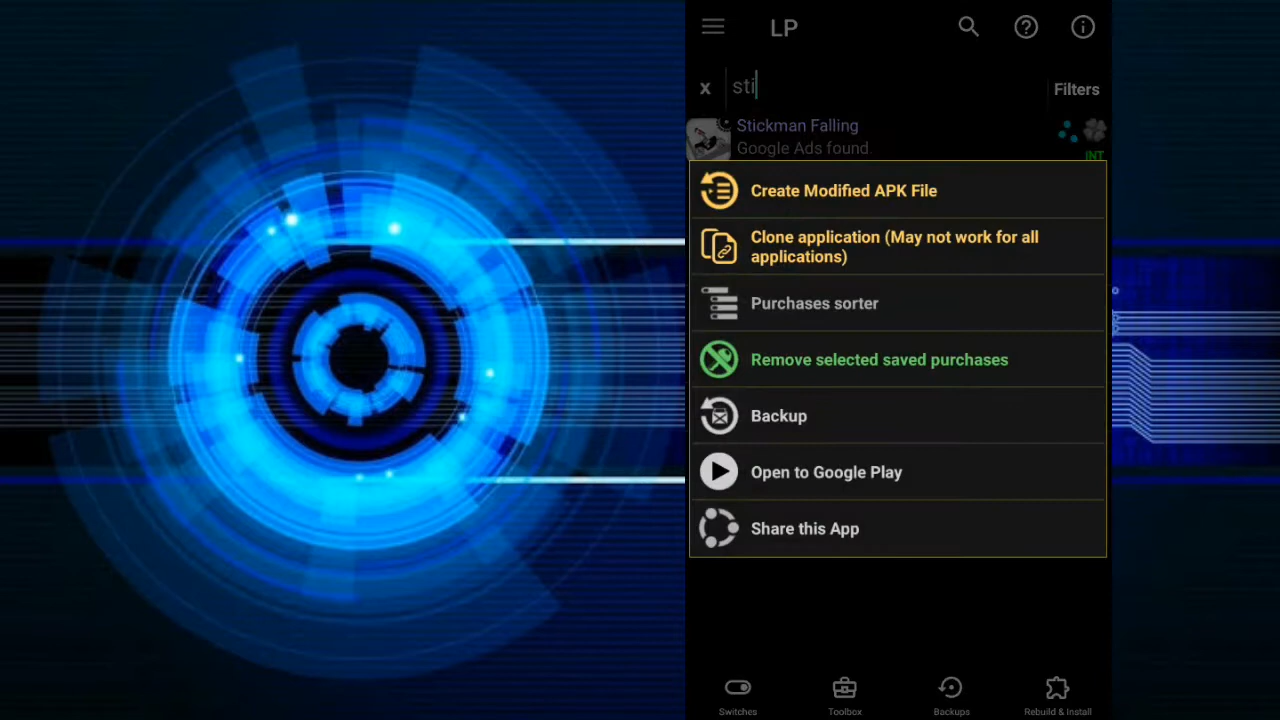 LP
x
sti
Filters
Stickman Falling
Google Ads found.
INT
Create Modified APK File
Clone application (May not work for all
applications)
Purchases sorter
Remove selected saved purchases
Backup
Open to Google Play
Share this App
Switches
Toolbox
Backups
Rebuild & Install